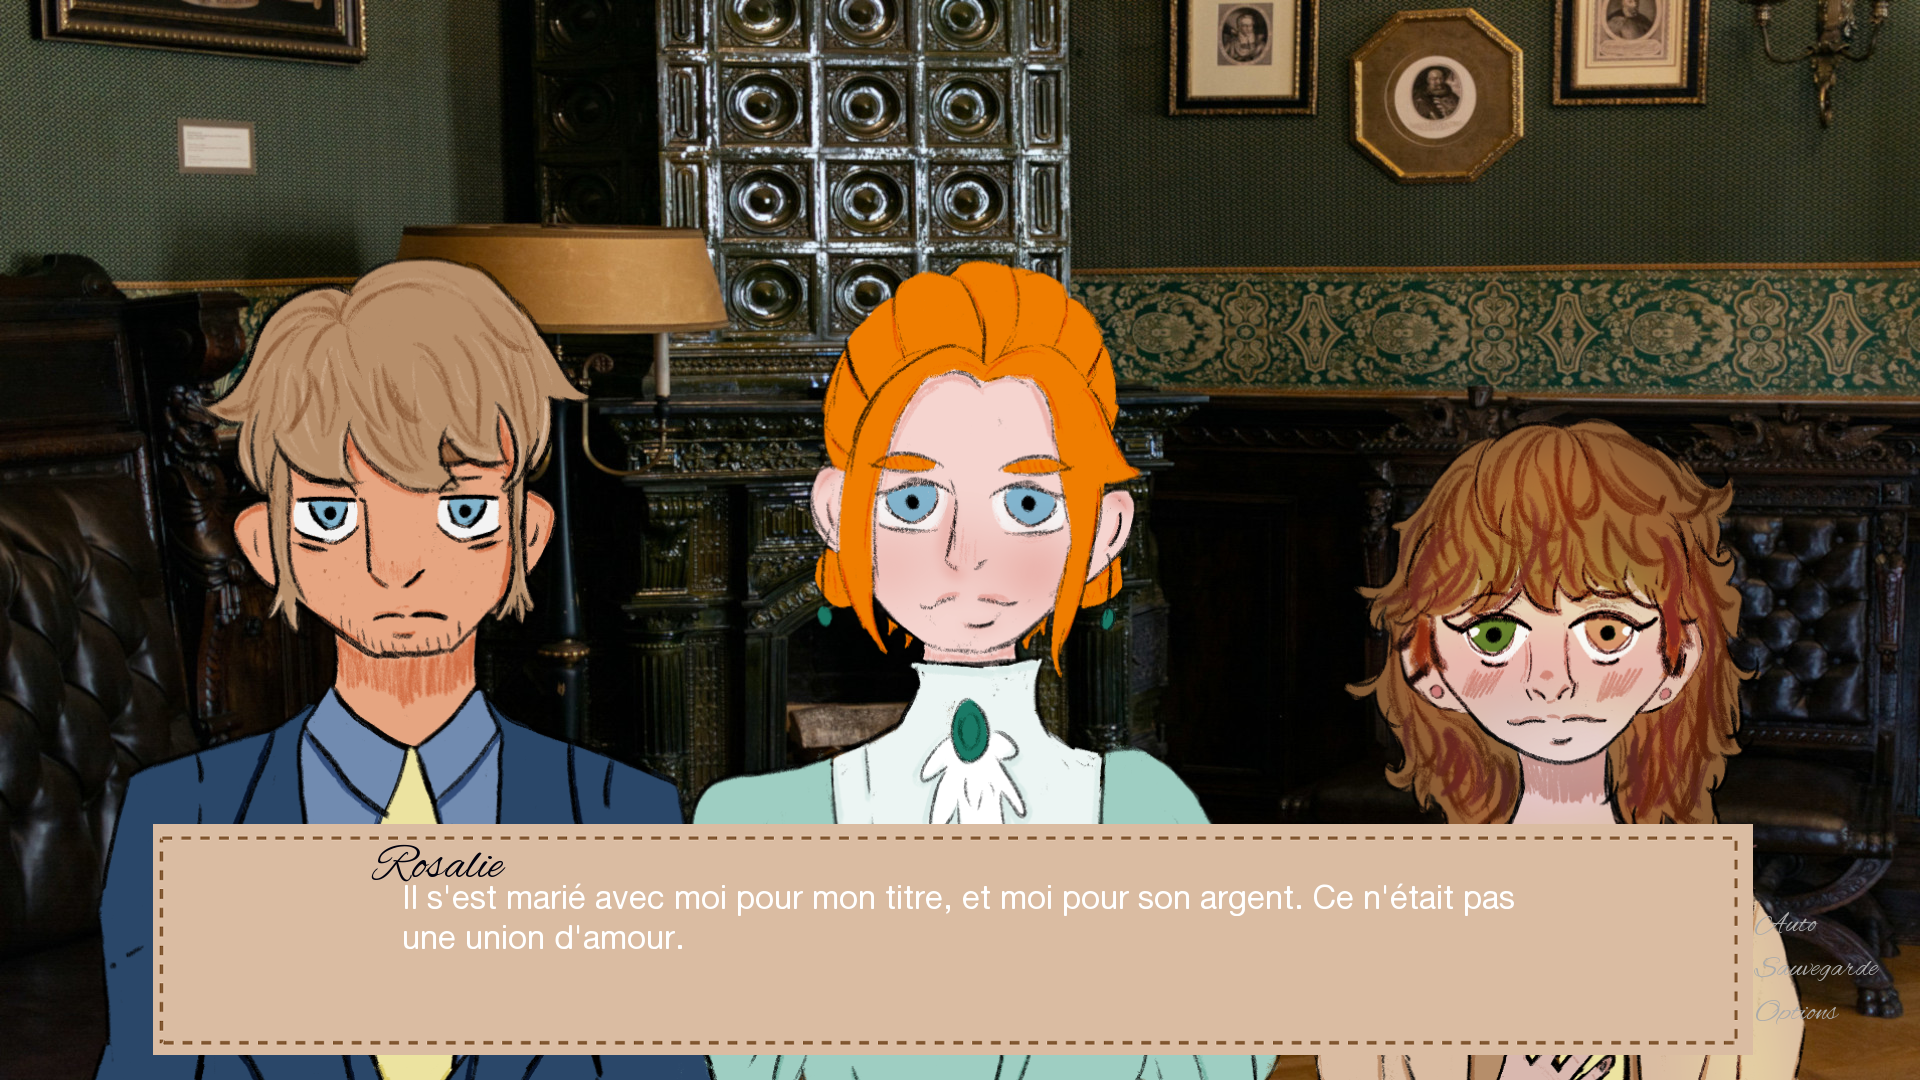 Rosalie
Il s'est marié avec moi pour mon titre, et moi pour son argent. Ce n'était pas
une union d'amour.
Auto
Sauvegarde
Options